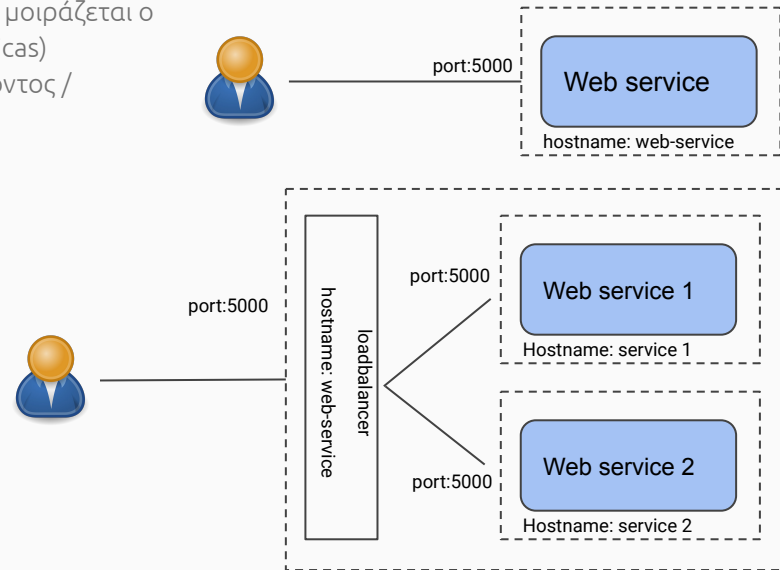 μοιράζεται ο
cas)
οντος /
port:5000
Web service
hostname: web-service
port:5000
loadbalancer
hostname: web-service
port:5000
Web service 1
Hostname: service 1
port:5000
Web service 2
Hostname: service 2